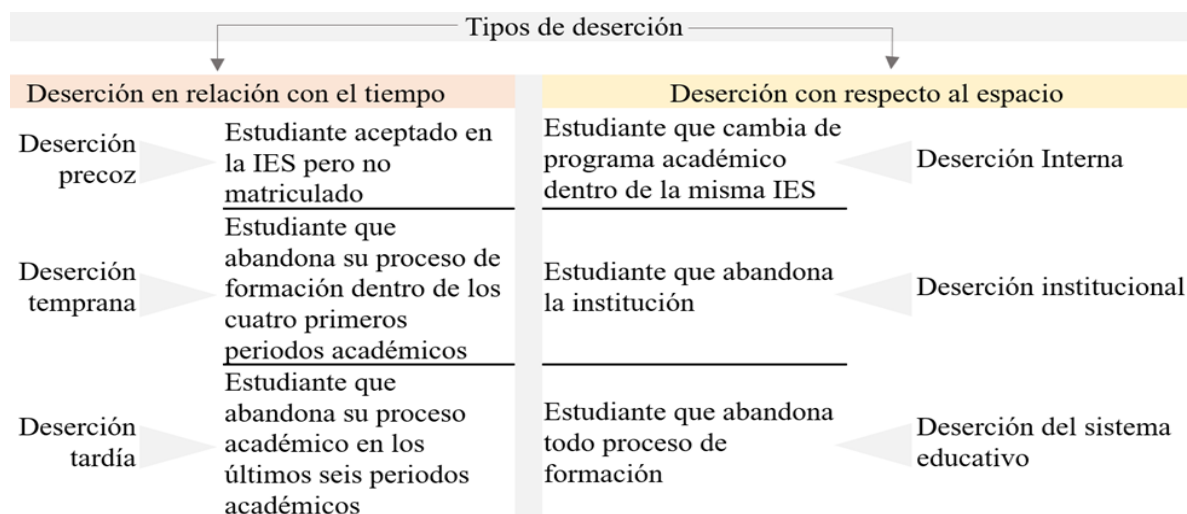 Tipos de deserción
Deserción en relación con el tiempo
Deserción
precoz
Estudiante aceptado en
la IES pero no
matriculado
Deserción
temprana
Estudiante que
abandona su proceso de
formación dentro de los
cuatro primeros
periodos académicos
Deserción
tardía
Estudiante que
abandona su proceso
académico en los
últimos seis periodos
académicos
Deserción con respecto al espacio
Estudiante que cambia de
programa académico
dentro de la misma IES
Deserción Interna
Estudiante que abandona
la institución
Deserción institucional
Estudiante que abandona
todo proceso de
formación
Deserción del sistema
educativo